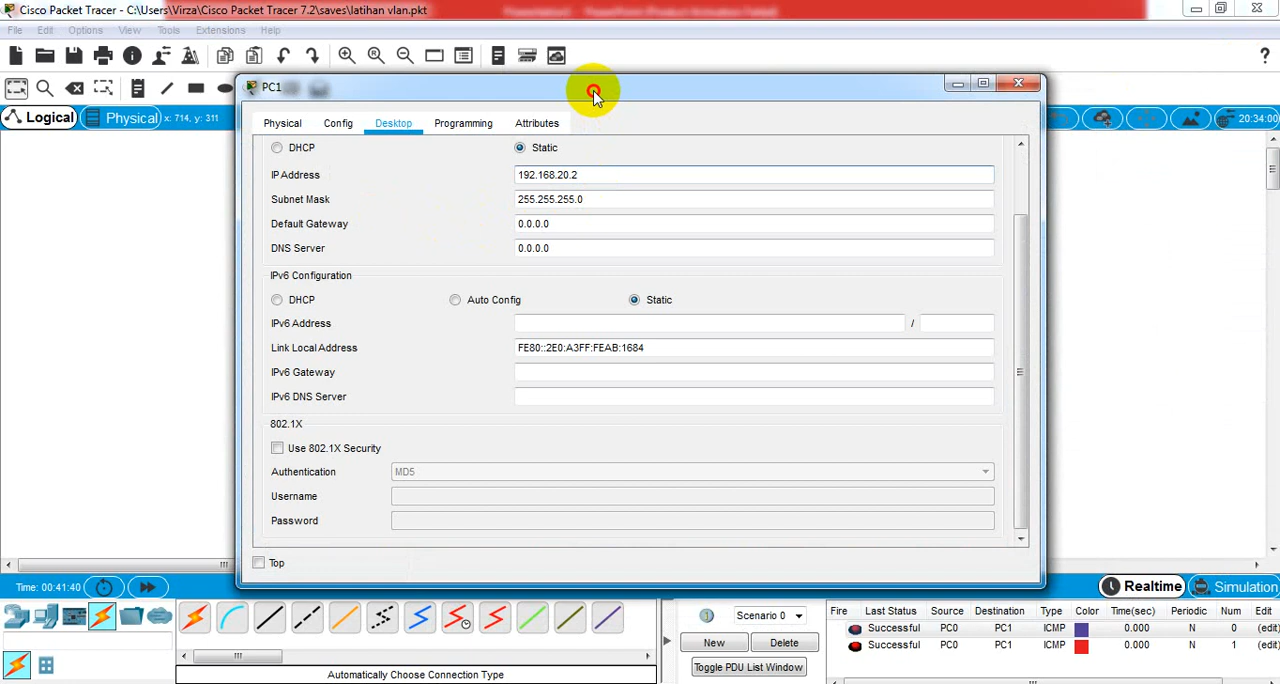 Cisco Packet Tracer - C:\Users\Virza\Cisco Packet Tracer 7.2\saves\latihan vlan.pkt
File Edit Options View Tools Extensions Help
?
Logical Physical x: 714, y: 311 20:34:00
PC1
Physical Config Desktop Programming Attributes
DHCP Static
IP Address 192.168.20.2
Subnet Mask 255.255.255.0
Default Gateway 0.0.0.0
DNS Server 0.0.0.0
IPv6 Configuration
DHCP Auto Config Static
IPv6 Address /
Link Local Address FE80::2E0:A3FF:FEAB:1684
IPv6 Gateway
IPv6 DNS Server
802.1X
Use 802.1X Security
Authentication MD5
Username
Password
Top
Time: 00:41:40 Realtime Simulation
Scenario 0
New Delete
Toggle PDU List Window
Automatically Choose Connection Type
Fire Last Status Source Destination Type Color Time(sec) Periodic Num Edit
Successful PC0 PC1 ICMP 0.000 N 0 (edit)
Successful PC0 PC1 ICMP 0.000 N 1 (edit)